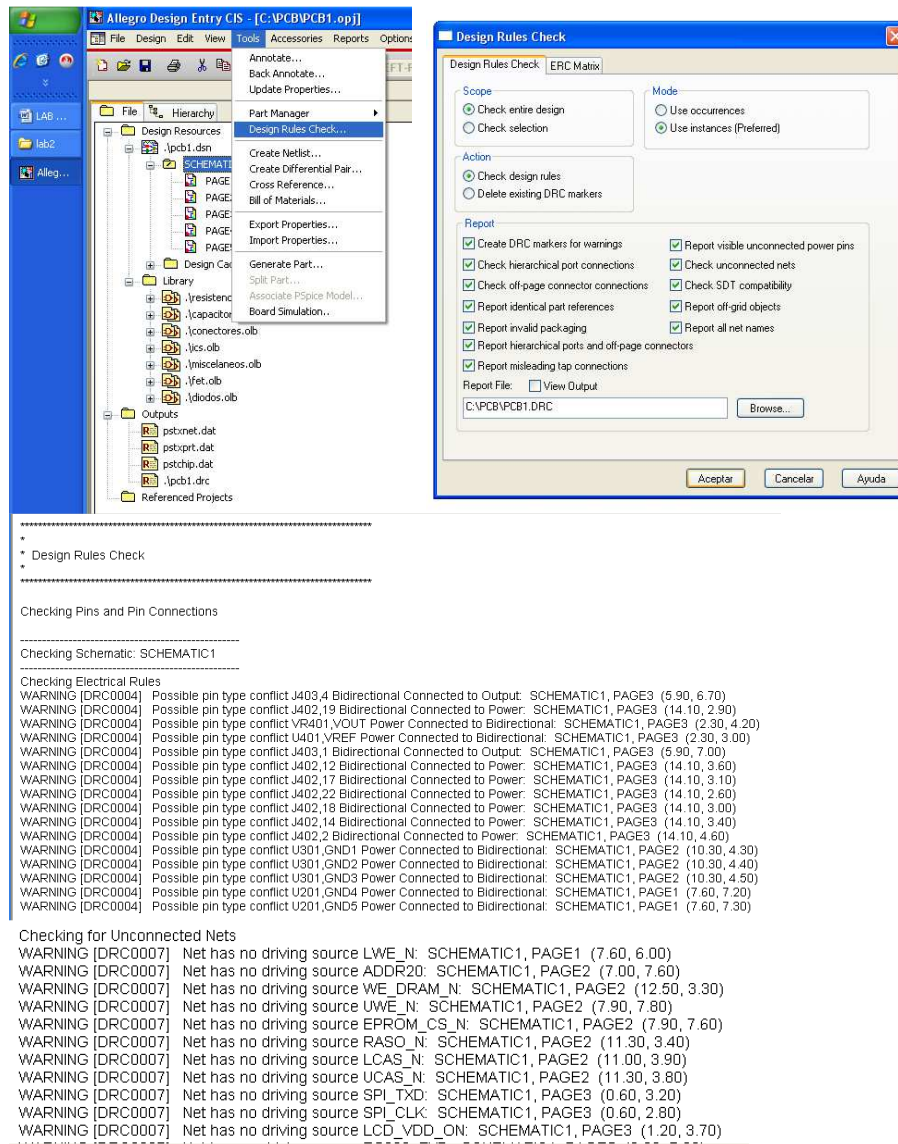 Allegro Design Entry CIS - [C:\PCB\PCB1.opj]
File Design Edit View Tools Accessories Reports Options
LAB ...
lab2
Alleg...
File Hierarchy
Design Resources
.\pcb1.dsn
SCHEMATI
PAGE
PAGE
PAGE
PAGE
PAGE
Design Cac
Library
.\resistenc
.\capacitor
.\conectores.olb
.\ics.olb
.\miscelaneos.olb
.\fet.olb
.\diodos.olb
Outputs
pstxnet.dat
pstxprt.dat
pstchip.dat
.\pcb1.drc
Referenced Projects
Annotate...
Back Annotate...
Update Properties...
Part Manager
Design Rules Check...
Create Netlist...
Create Differential Pair...
Cross Reference...
Bill of Materials...
Export Properties...
Import Properties...
Generate Part...
Split Part...
Associate PSpice Model...
Board Simulation..
Design Rules Check
Design Rules Check ERC Matrix
Scope
Check entire design
Check selection
Mode
Use occurrences
Use instances (Preferred)
Action
Check design rules
Delete existing DRC markers
Report
Create DRC markers for warnings
Check hierarchical port connections
Check off-page connector connections
Report identical part references
Report invalid packaging
Report hierarchical ports and off-page connectors
Report misleading tap connections
Report visible unconnected power pins
Check unconnected nets
Check SDT compatibility
Report off-grid objects
Report all net names
Report File: View Output
C:\PCB\PCB1.DRC Browse...
Aceptar Cancelar Ayuda
********************************************************************************
*
* Design Rules Check
*
********************************************************************************
Checking Pins and Pin Connections
--------------------------------------------------
Checking Schematic: SCHEMATIC1
--------------------------------------------------
Checking Electrical Rules
WARNING [DRC0004] Possible pin type conflict J403,4 Bidirectional Connected to Output: SCHEMATIC1, PAGE3 (5.90, 6.70)
WARNING [DRC0004] Possible pin type conflict J402,19 Bidirectional Connected to Power: SCHEMATIC1, PAGE3 (14.10, 2.90)
WARNING [DRC0004] Possible pin type conflict VR401,VOUT Power Connected to Bidirectional: SCHEMATIC1, PAGE3 (2.30, 4.20)
WARNING [DRC0004] Possible pin type conflict U401,VREF Power Connected to Bidirectional: SCHEMATIC1, PAGE3 (2.30, 3.00)
WARNING [DRC0004] Possible pin type conflict J403,1 Bidirectional Connected to Output: SCHEMATIC1, PAGE3 (5.90, 7.00)
WARNING [DRC0004] Possible pin type conflict J402,12 Bidirectional Connected to Power: SCHEMATIC1, PAGE3 (14.10, 3.60)
WARNING [DRC0004] Possible pin type conflict J402,17 Bidirectional Connected to Power: SCHEMATIC1, PAGE3 (14.10, 3.10)
WARNING [DRC0004] Possible pin type conflict J402,22 Bidirectional Connected to Power: SCHEMATIC1, PAGE3 (14.10, 2.60)
WARNING [DRC0004] Possible pin type conflict J402,18 Bidirectional Connected to Power: SCHEMATIC1, PAGE3 (14.10, 3.00)
WARNING [DRC0004] Possible pin type conflict J402,14 Bidirectional Connected to Power: SCHEMATIC1, PAGE3 (14.10, 3.40)
WARNING [DRC0004] Possible pin type conflict J402,2 Bidirectional Connected to Power: SCHEMATIC1, PAGE3 (14.10, 4.60)
WARNING [DRC0004] Possible pin type conflict U301,GND1 Power Connected to Bidirectional: SCHEMATIC1, PAGE2 (10.30, 4.30)
WARNING [DRC0004] Possible pin type conflict U301,GND2 Power Connected to Bidirectional: SCHEMATIC1, PAGE2 (10.30, 4.40)
WARNING [DRC0004] Possible pin type conflict U301,GND3 Power Connected to Bidirectional: SCHEMATIC1, PAGE2 (10.30, 4.50)
WARNING [DRC0004] Possible pin type conflict U201,GND4 Power Connected to Bidirectional: SCHEMATIC1, PAGE1 (7.60, 7.20)
WARNING [DRC0004] Possible pin type conflict U201,GND5 Power Connected to Bidirectional: SCHEMATIC1, PAGE1 (7.60, 7.30)
Checking for Unconnected Nets
WARNING [DRC0007] Net has no driving source LWE_N: SCHEMATIC1, PAGE1 (7.60, 6.00)
WARNING [DRC0007] Net has no driving source ADDR20: SCHEMATIC1, PAGE2 (7.00, 7.60)
WARNING [DRC0007] Net has no driving source WE_DRAM_N: SCHEMATIC1, PAGE2 (12.50, 3.30)
WARNING [DRC0007] Net has no driving source UWE_N: SCHEMATIC1, PAGE2 (7.90, 7.80)
WARNING [DRC0007] Net has no driving source EPROM_CS_N: SCHEMATIC1, PAGE2 (7.90, 7.60)
WARNING [DRC0007] Net has no driving source RASO_N: SCHEMATIC1, PAGE2 (11.30, 3.40)
WARNING [DRC0007] Net has no driving source LCAS_N: SCHEMATIC1, PAGE2 (11.00, 3.90)
WARNING [DRC0007] Net has no driving source UCAS_N: SCHEMATIC1, PAGE2 (11.30, 3.80)
WARNING [DRC0007] Net has no driving source SPI_TXD: SCHEMATIC1, PAGE3 (0.60, 3.20)
WARNING [DRC0007] Net has no driving source SPI_CLK: SCHEMATIC1, PAGE3 (0.60, 2.80)
WARNING [DRC0007] Net has no driving source LCD_VDD_ON: SCHEMATIC1, PAGE3 (1.20, 3.70)